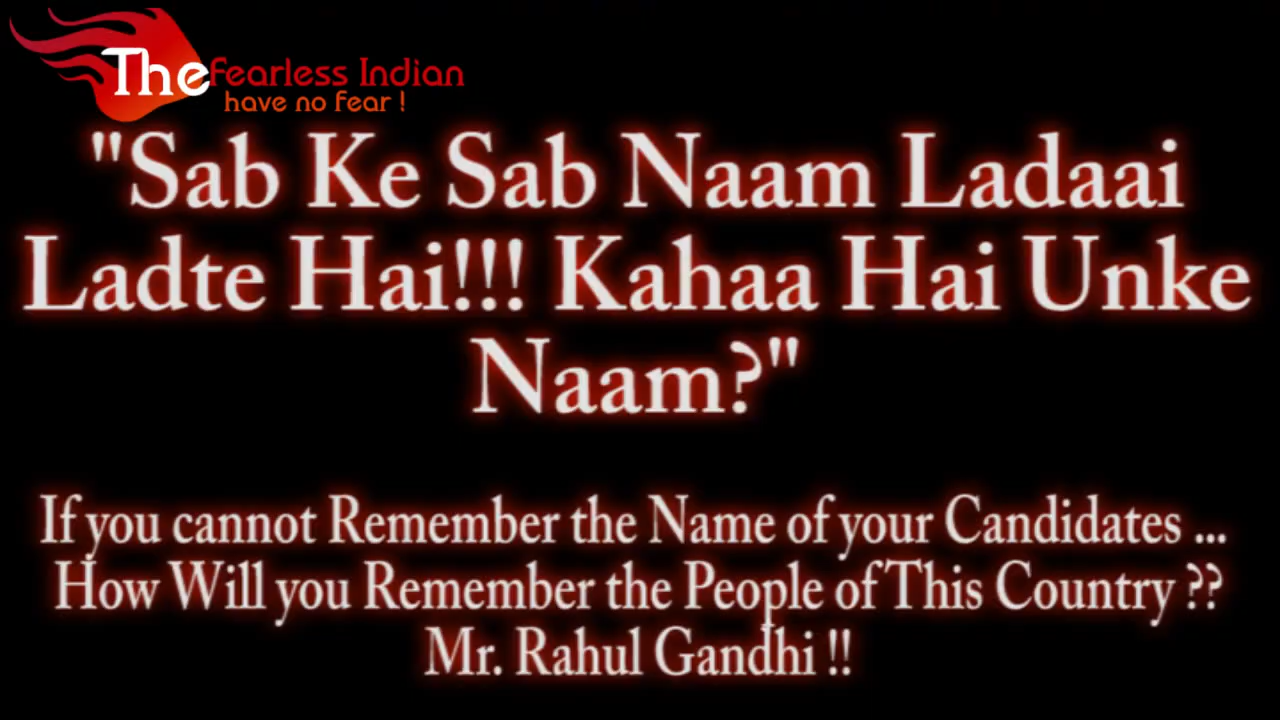 The Fearless Indian
have no fear !
"Sab Ke Sab Naam Ladaai
Ladte Hai!!! Kahaa Hai Unke
Naam?"
If you cannot Remember the Name of your Candidates ...
How Will you Remember the People of This Country ??
Mr. Rahul Gandhi !!